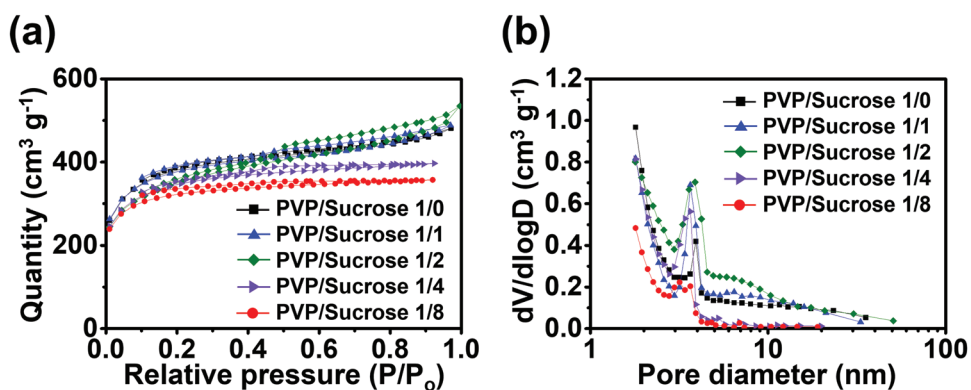 (a)
Quantity (cm³ g⁻¹)
600
400
200
0
0.0 0.2 0.4 0.6 0.8 1.0
Relative pressure (P/P₀)
PVP/Sucrose 1/0
PVP/Sucrose 1/1
PVP/Sucrose 1/2
PVP/Sucrose 1/4
PVP/Sucrose 1/8
(b)
dV/dlogD (cm³ g⁻¹)
1.2
1.0
0.8
0.6
0.4
0.2
0.0
1 10 100
Pore diameter (nm)
PVP/Sucrose 1/0
PVP/Sucrose 1/1
PVP/Sucrose 1/2
PVP/Sucrose 1/4
PVP/Sucrose 1/8